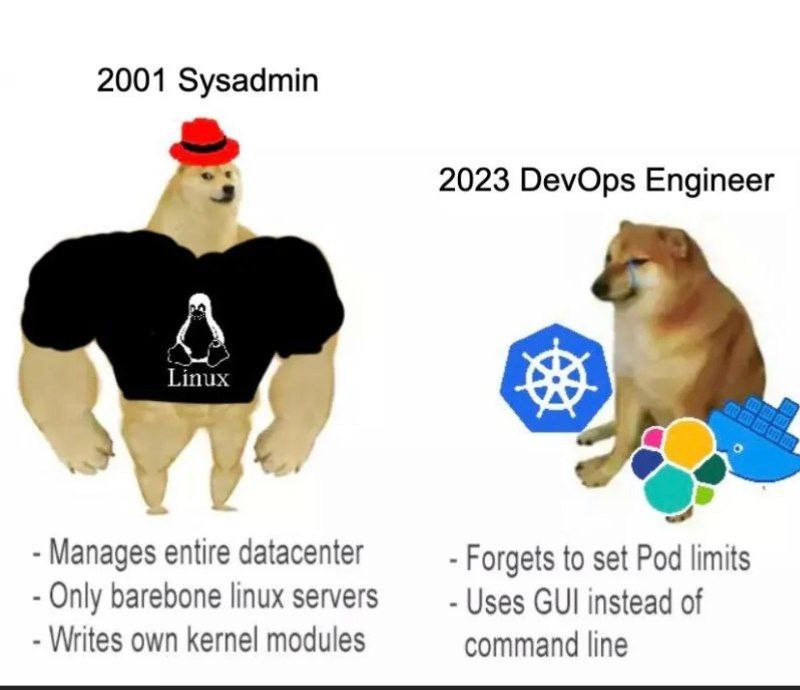 2001 Sysadmin
2023 DevOps Engineer
Linux
- Manages entire datacenter
- Only barebone linux servers
- Writes own kernel modules
- Forgets to set Pod limits
- Uses GUI instead of
command line